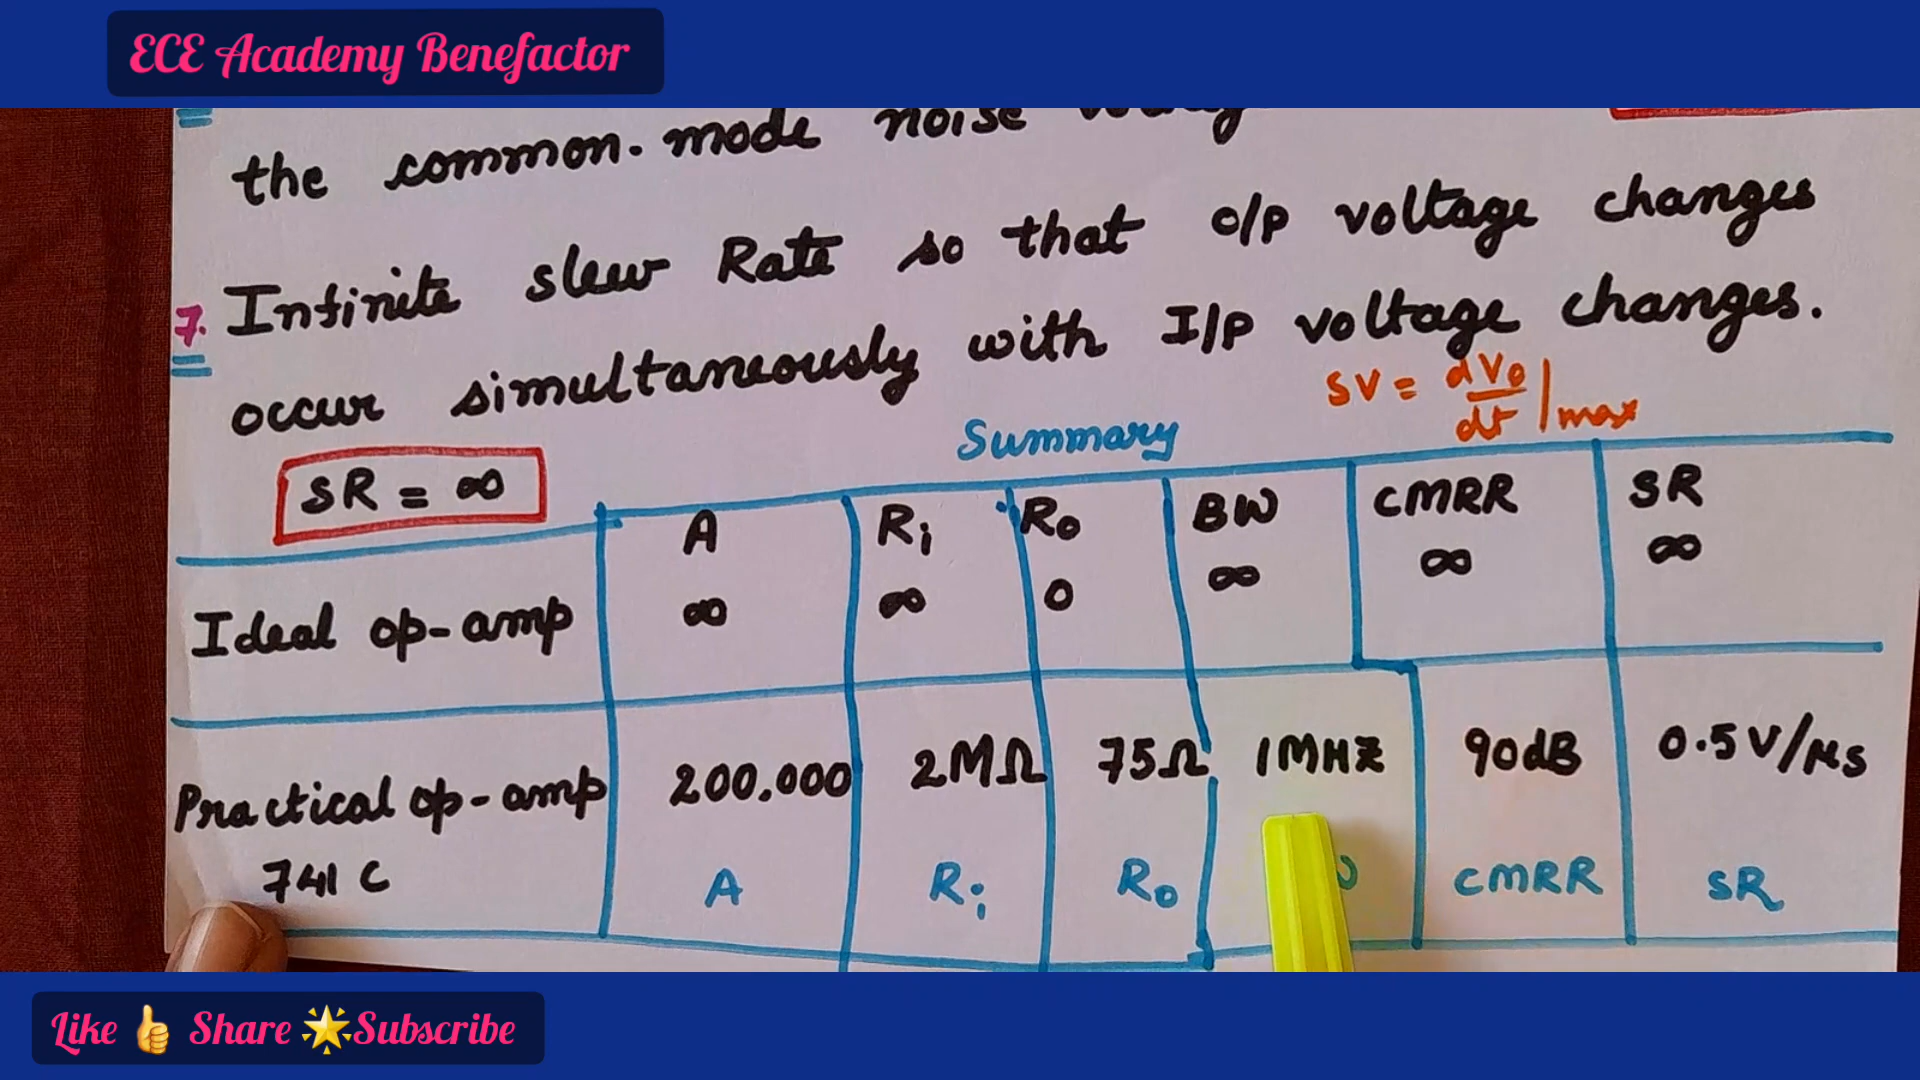 ECE Academy Benefactor
the common-mode noise
7. Infinite slew Rate so that o/p voltage changes
occur simultaneously with I/p voltage changes.
SV = dVo/dt |max
SR = ∞
Summary
A Ri Ro BW CMRR SR
Ideal op-amp ∞ ∞ 0 ∞ ∞ ∞
Practical op-amp 200.000 2MΩ 75Ω 1MHZ 90dB 0.5V/μs
741 C A Ri Ro CMRR SR
Like 👍 Share 🌟Subscribe